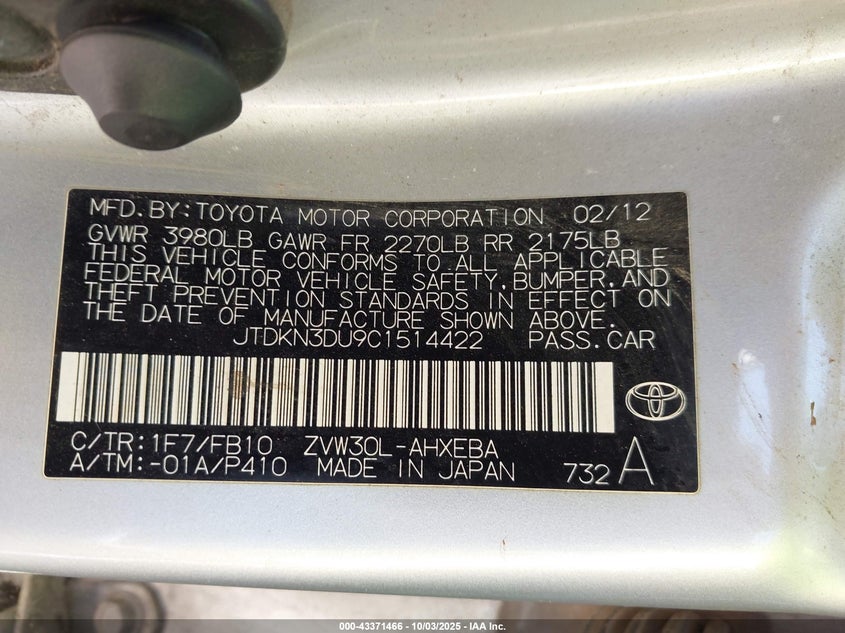 MFD. BY: TOYOTA MOTOR CORPORATION 02/12
GVWR 3980LB GAWR FR 2270LB RR 2175LB
THIS VEHICLE CONFORMS TO ALL APPLICABLE
FEDERAL MOTOR VEHICLE SAFETY, BUMPER, AND
THEFT PREVENTION STANDARDS IN EFFECT ON
THE DATE OF MANUFACTURE SHOWN ABOVE.
JTDKN3DU9C1514422 PASS. CAR
C/TR: 1F7/FB10 ZVW30L-AHXEBA
A/TM: -01A/P410 MADE IN JAPAN 732 A
000-43371466 - 10/03/2025 - IAA Inc.